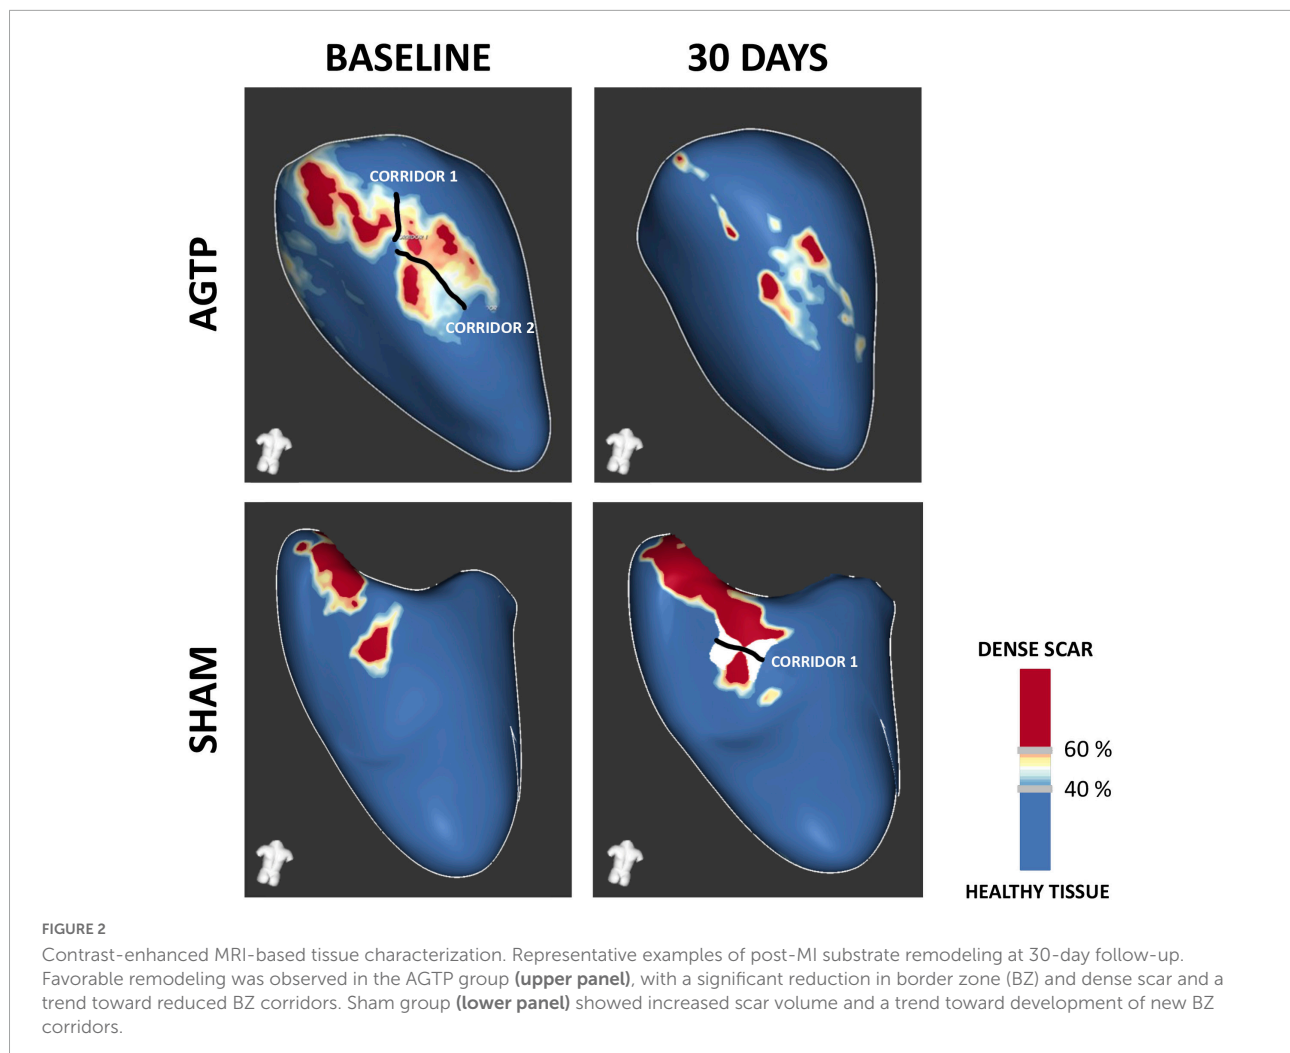 BASELINE
30 DAYS
AGTP
CORRIDOR 1
CORRIDOR 2
SHAM
CORRIDOR 1
DENSE SCAR
60 %
40 %
HEALTHY TISSUE
FIGURE 2
Contrast-enhanced MRI-based tissue characterization. Representative examples of post-MI substrate remodeling at 30-day follow-up.
Favorable remodeling was observed in the AGTP group (upper panel), with a significant reduction in border zone (BZ) and dense scar and a
trend toward reduced BZ corridors. Sham group (lower panel) showed increased scar volume and a trend toward development of new BZ
corridors.